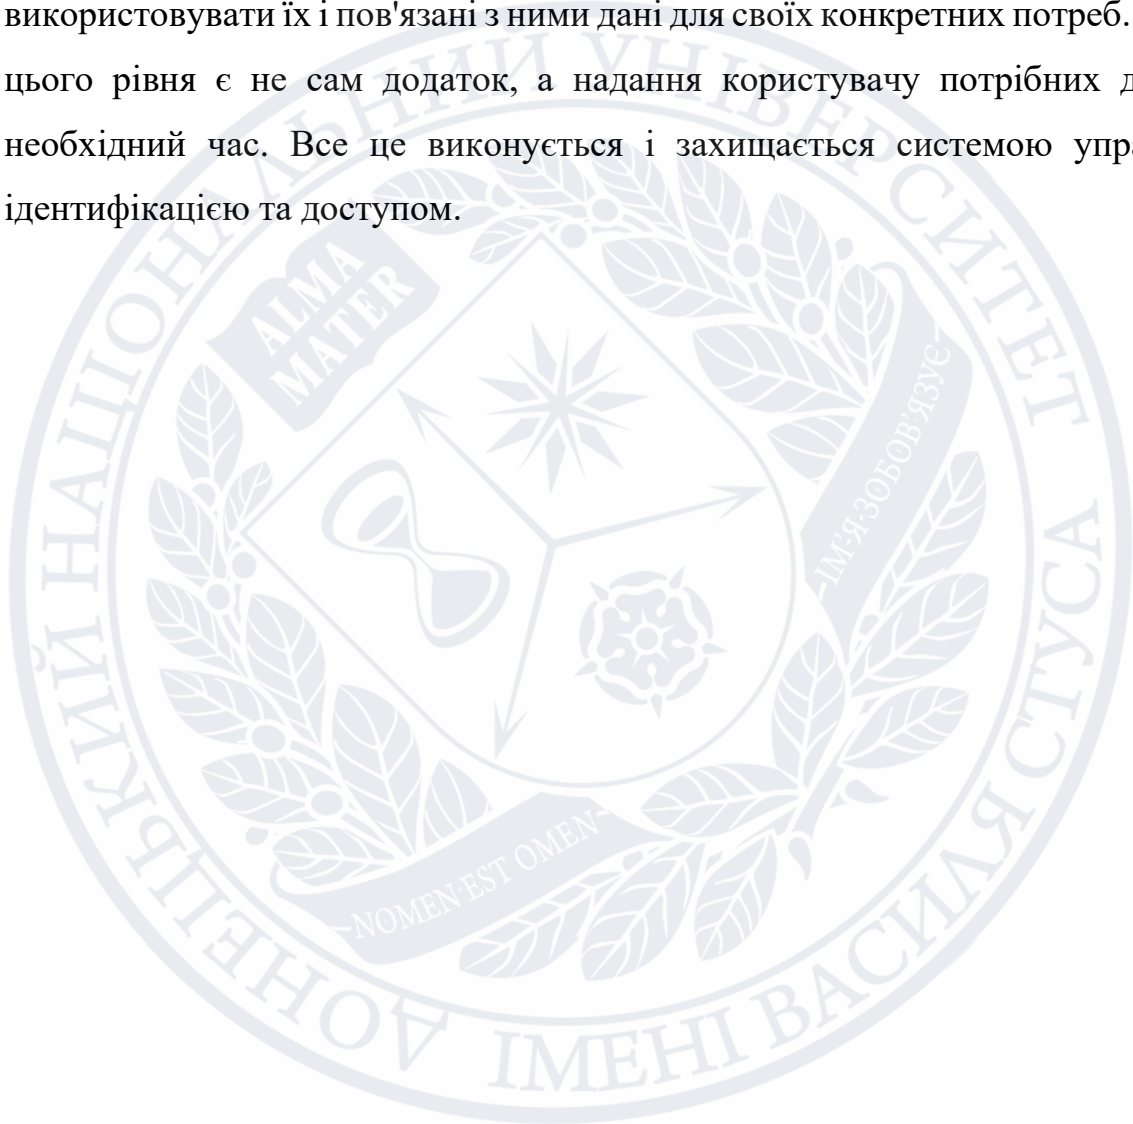 використовувати їх і пов'язані з ними дані для своїх конкретних потреб.
цього рівня є не сам додаток, а надання користувачу потрібних д
необхідний час. Все це виконується і захищається системою упра
ідентифікацією та доступом.
ДОНЕЦЬКИЙ НАЦІОНАЛЬНИЙ УНІВЕРСИТЕТ
ІМЕНІ ВАСИЛЯ СТУСА
ALMA
MATER
ІМ'Я·ЗОБОВ'ЯЗУЄ
NOMEN·EST OMEN